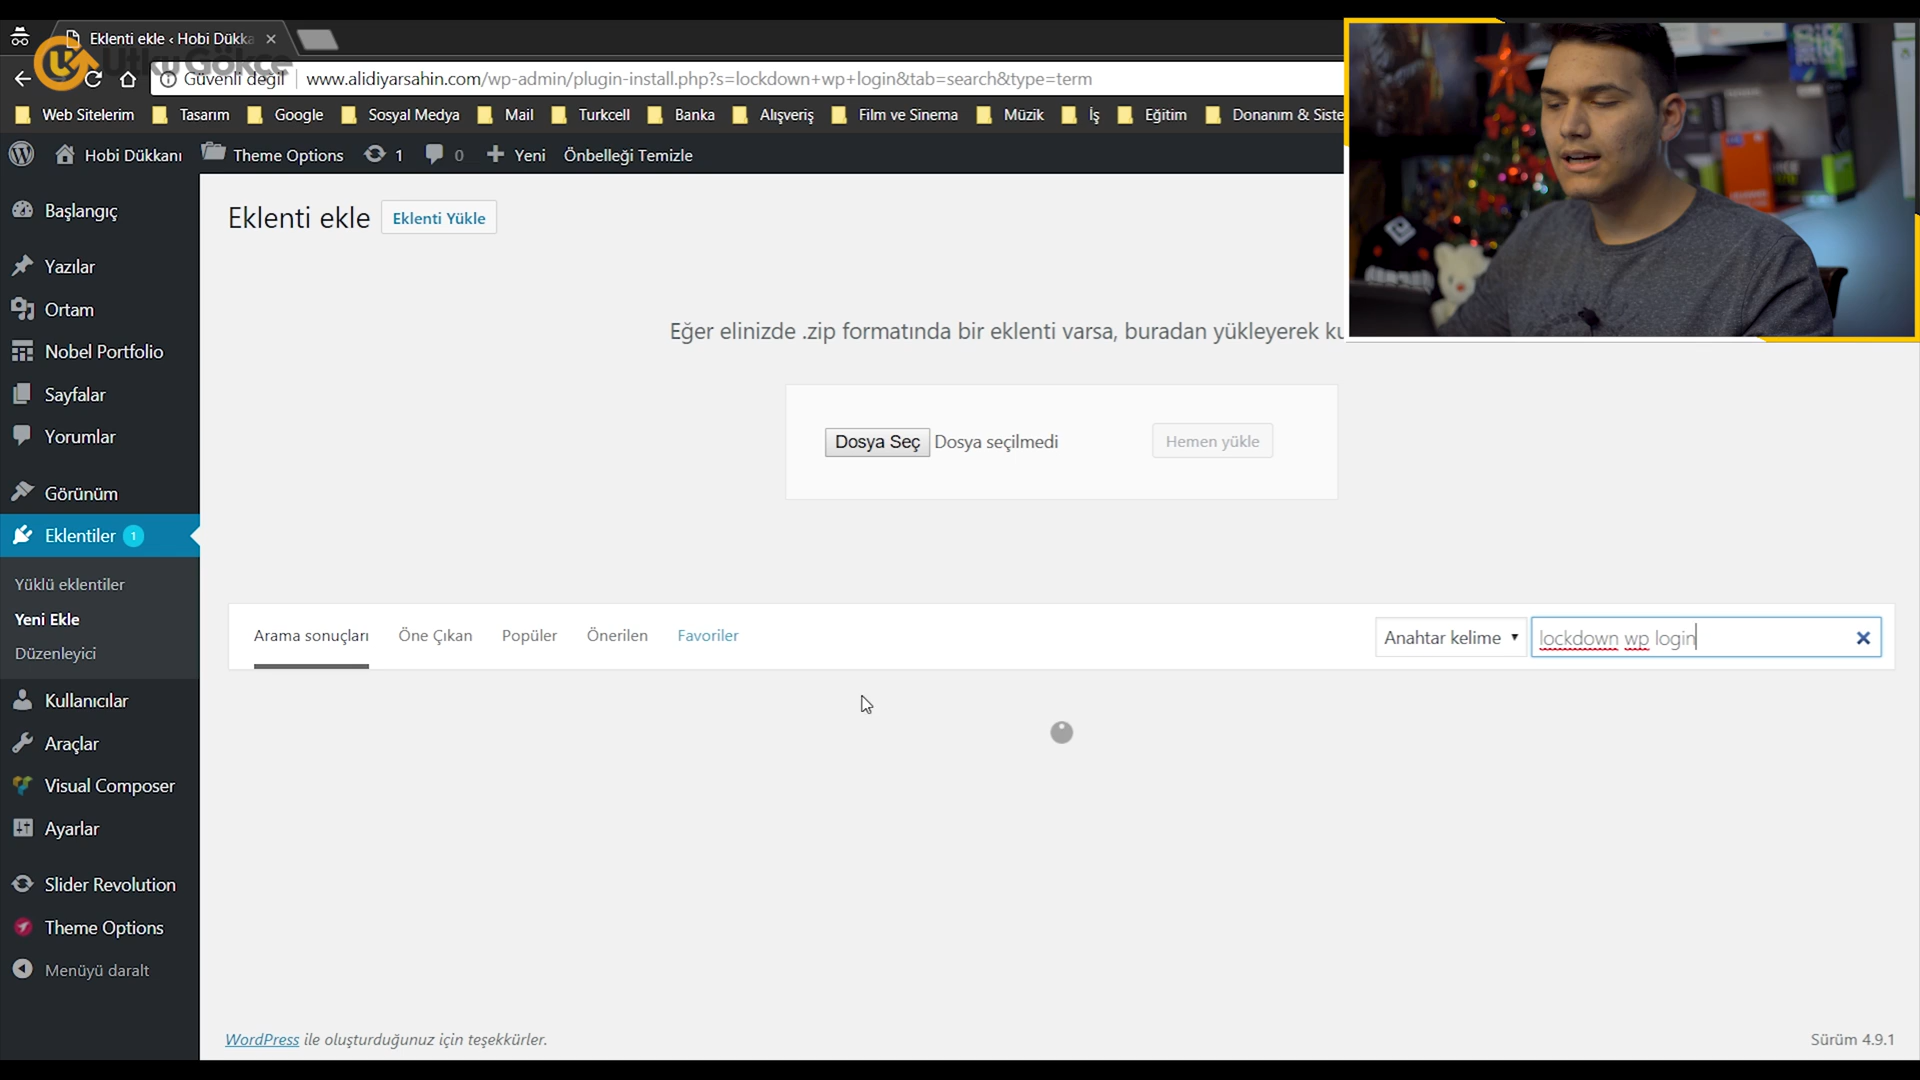 Eklenti ekle ‹ Hobi Dükka
Utku Gökçe
Güvenli değil
www.alidiyarsahin.com/wp-admin/plugin-install.php?s=lockdown+wp+login&tab=search&type=term
Web Sitelerim
Tasarım
Google
Sosyal Medya
Mail
Turkcell
Banka
Alışveriş
Film ve Sinema
Müzik
İş
Eğitim
Donanım & Siste
Hobi Dükkanı
Theme Options
1
0
Yeni
Önbelleği Temizle
Başlangıç
Yazılar
Ortam
Nobel Portfolio
Sayfalar
Yorumlar
Görünüm
Eklentiler 1
Yüklü eklentiler
Yeni Ekle
Düzenleyici
Kullanıcılar
Araçlar
Visual Composer
Ayarlar
Slider Revolution
Theme Options
Menüyü daralt
Eklenti ekle
Eklenti Yükle
Eğer elinizde .zip formatında bir eklenti varsa, buradan yükleyerek ku
Dosya Seç
Dosya seçilmedi
Hemen yükle
Arama sonuçları
Öne Çıkan
Popüler
Önerilen
Favoriler
Anahtar kelime
lockdown wp login
WordPress ile oluşturduğunuz için teşekkürler.
Sürüm 4.9.1